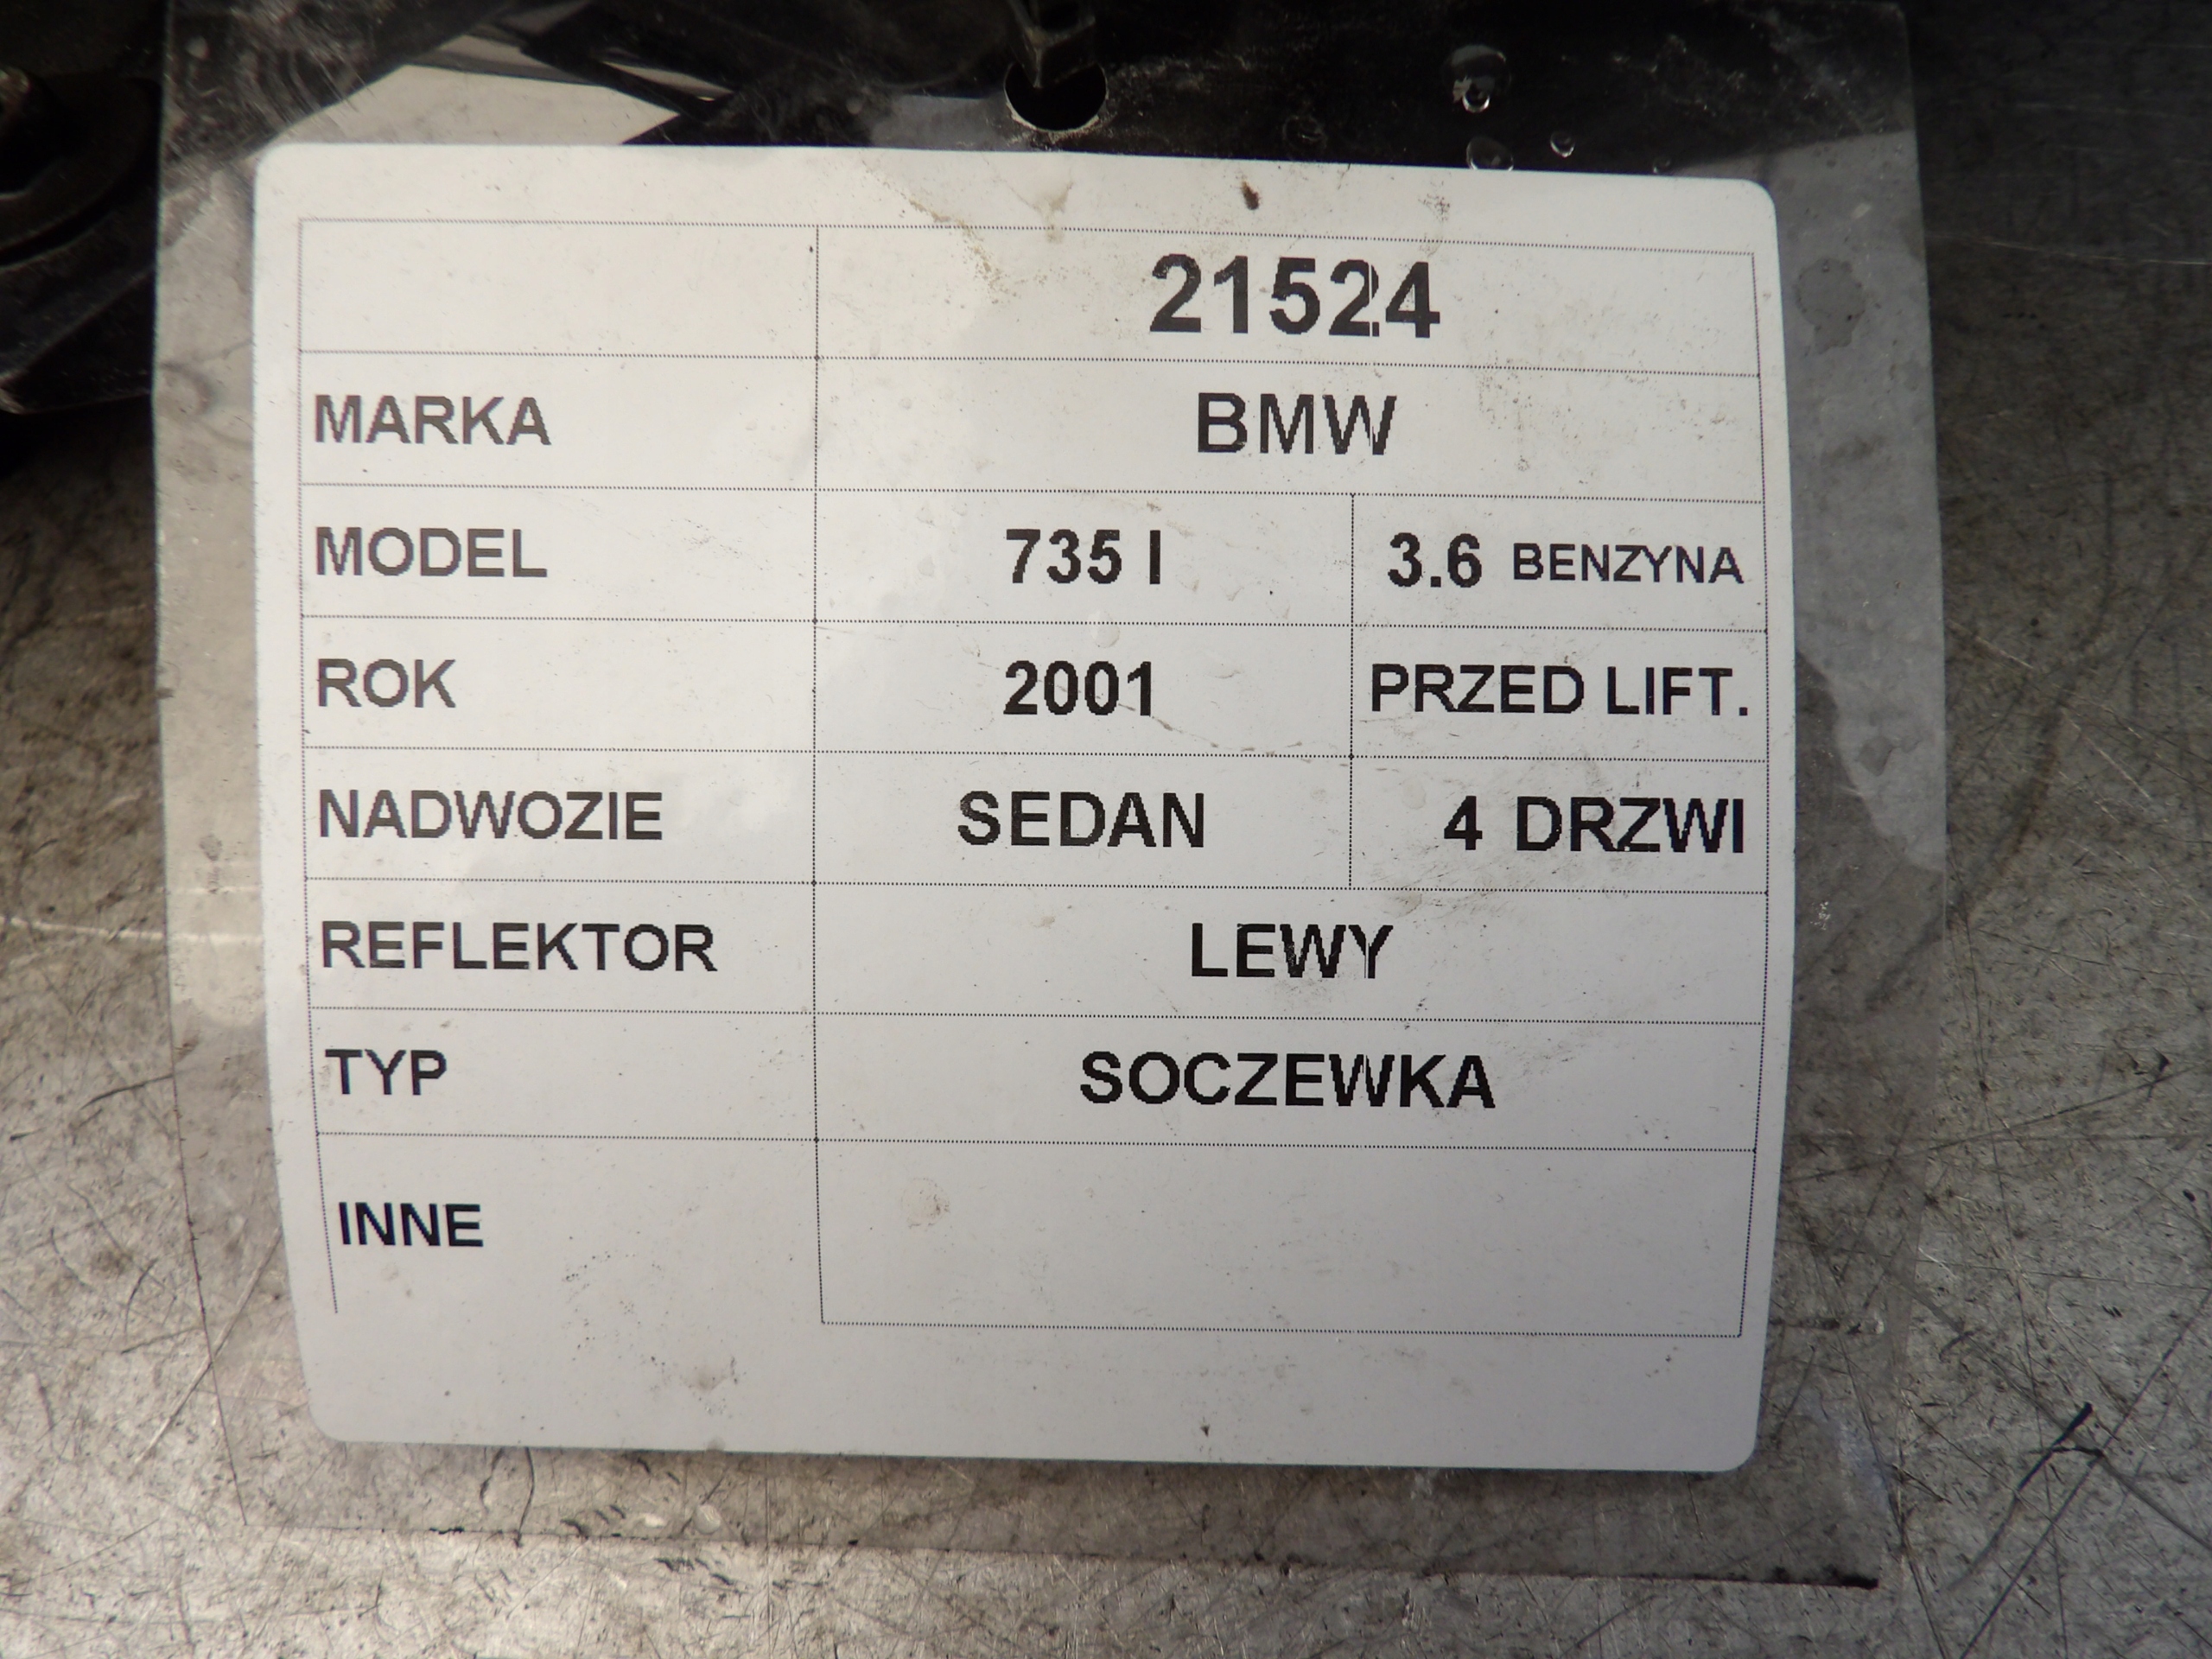 21524
MARKA BMW
MODEL 735 I 3.6 BENZYNA
ROK 2001 PRZED LIFT.
NADWOZIE SEDAN 4 DRZWI
REFLEKTOR LEWY
TYP SOCZEWKA
INNE